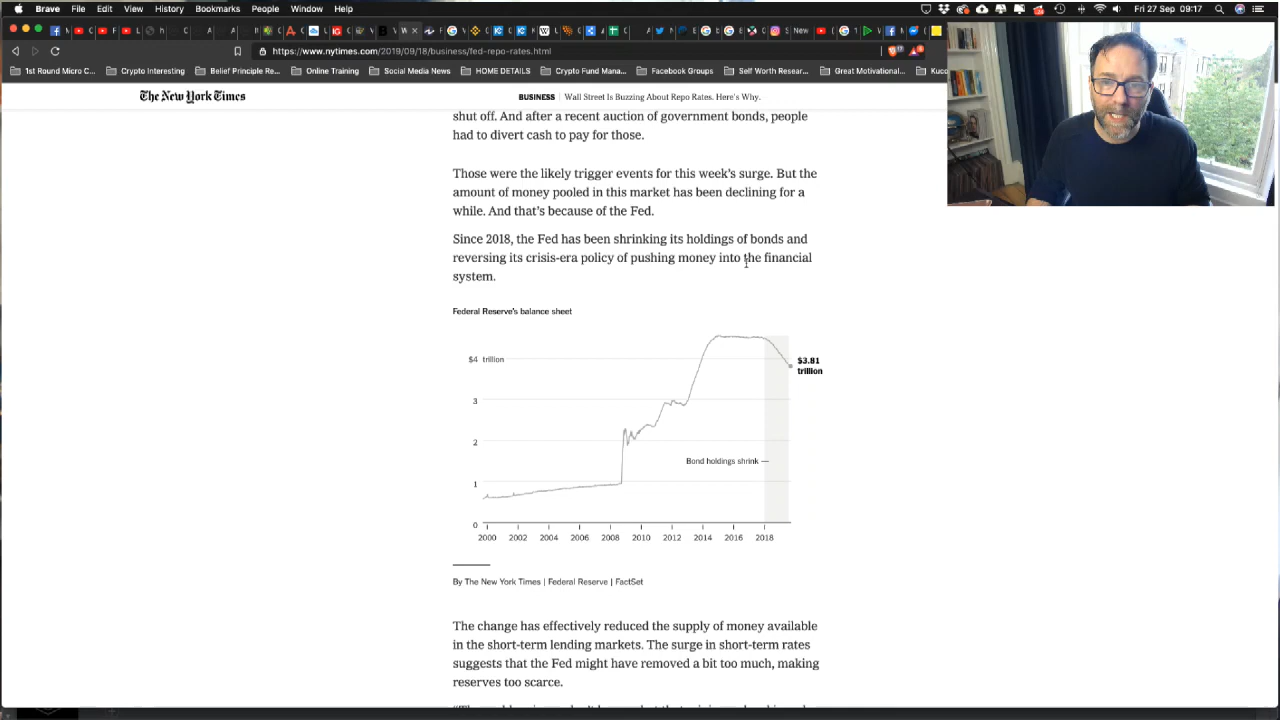 Brave File Edit View History Bookmarks People Window Help
Fri 27 Sep 09:17
https://www.nytimes.com/2019/09/18/business/fed-repo-rates.html
1st Round Micro C... Crypto Interesting Belief Principle Re... Online Training Social Media News HOME DETAILS Crypto Fund Mana... Facebook Groups Self Worth Resear... Great Motivational... Kuco
The New York Times BUSINESS Wall Street Is Buzzing About Repo Rates. Here's Why.
shut off. And after a recent auction of government bonds, people
had to divert cash to pay for those.
Those were the likely trigger events for this week's surge. But the
amount of money pooled in this market has been declining for a
while. And that's because of the Fed.
Since 2018, the Fed has been shrinking its holdings of bonds and
reversing its crisis-era policy of pushing money into the financial
system.
Federal Reserve's balance sheet
$4 trillion
$3.81
trillion
3
2
Bond holdings shrink
1
0
2000 2002 2004 2006 2008 2010 2012 2014 2016 2018
By The New York Times | Federal Reserve | FactSet
The change has effectively reduced the supply of money available
in the short-term lending markets. The surge in short-term rates
suggests that the Fed might have removed a bit too much, making
reserves too scarce.